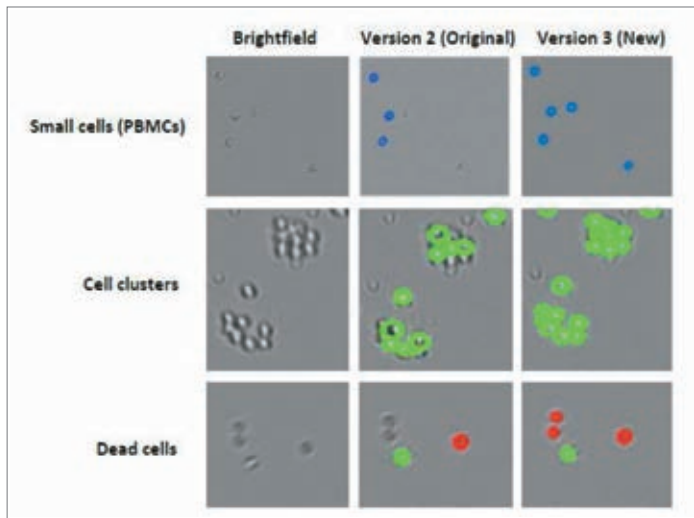 Brightfield
Version 2 (Original)
Version 3 (New)
Small cells (PBMCs)
Cell clusters
Dead cells